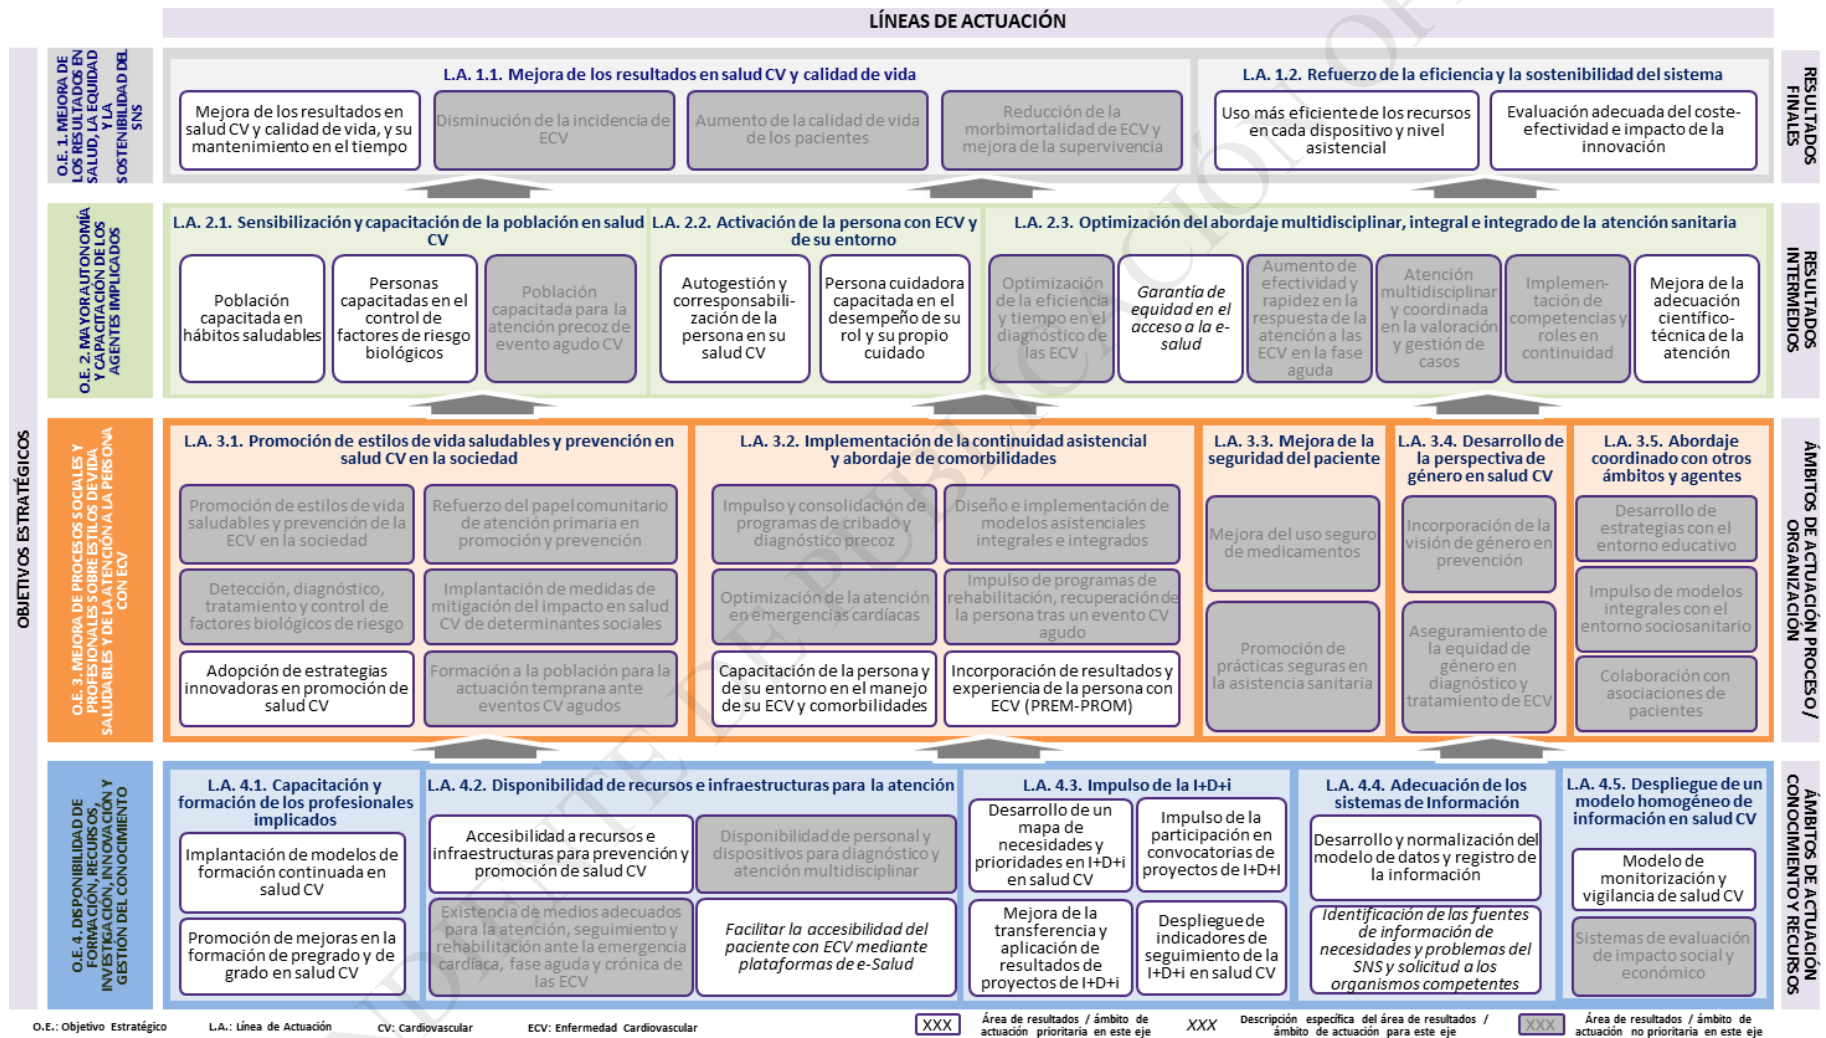 LÍNEAS DE ACTUACIÓN
OBJETIVOS ESTRATÉGICOS
O.E. 1. MEJORA DE
LOS RESULTADOS EN
SALUD, LA EQUIDAD
Y LA
SOSTENIBILIDAD DEL
SNS
L.A. 1.1. Mejora de los resultados en salud CV y calidad de vida
Mejora de los resultados en
salud CV y calidad de vida, y su
mantenimiento en el tiempo
Disminución de la incidencia de
ECV
Aumento de la calidad de vida
de los pacientes
Reducción de la
morbimortalidad de ECV y
mejora de la supervivencia
L.A. 1.2. Refuerzo de la eficiencia y la sostenibilidad del sistema
Uso más eficiente de los recursos
en cada dispositivo y nivel
asistencial
Evaluación adecuada del coste-
efectividad e impacto de la
innovación
RESULTADOS
FINALES
O.E. 2. MAYOR AUTONOMÍA
Y CAPACITACIÓN DE LOS
AGENTES IMPLICADOS
L.A. 2.1. Sensibilización y capacitación de la población en salud
CV
Población
capacitada en
hábitos saludables
Personas
capacitadas en el
control de
factores de riesgo
biológicos
Población
capacitada para la
atención precoz de
evento agudo CV
L.A. 2.2. Activación de la persona con ECV y
de su entorno
Autogestión y
corresponsabili-
zación de la
persona en su
salud CV
Persona cuidadora
capacitada en el
desempeño de su
rol y su propio
cuidado
L.A. 2.3. Optimización del abordaje multidisciplinar, integral e integrado de la atención sanitaria
Optimización
de la eficiencia
y tiempo en el
diagnóstico de
las ECV
Garantía de
equidad en el
acceso a la e-
salud
Aumento de
efectividad y
rapidez en la
respuesta de la
atención a las
ECV en la fase
aguda
Atención
multidisciplinar
y coordinada
en la valoración
y gestión de
casos
Implemen-
tación de
competencias y
roles en
continuidad
Mejora de la
adecuación
científico-
técnica de la
atención
RESULTADOS
INTERMEDIOS
O.E. 3. MEJORA DE PROCESOS SOCIALES Y
PROFESIONALES SOBRE ESTILOS DE VIDA
SALUDABLES Y DE LA ATENCIÓN A LA PERSONA
CON ECV
L.A. 3.1. Promoción de estilos de vida saludables y prevención en
salud CV en la sociedad
Promoción de estilos de vida
saludables y prevención de la
ECV en la sociedad
Refuerzo del papel comunitario
de atención primaria en
promoción y prevención
Detección, diagnóstico,
tratamiento y control de
factores biológicos de riesgo
Implantación de medidas de
mitigación del impacto en salud
CV de determinantes sociales
Adopción de estrategias
innovadoras en promoción de
salud CV
Formación a la población para la
actuación temprana ante
eventos CV agudos
L.A. 3.2. Implementación de la continuidad asistencial
y abordaje de comorbilidades
Impulso y consolidación de
programas de cribado y
diagnóstico precoz
Diseño e implementación de
modelos asistenciales
integrales e integrados
Optimización de la atención
en emergencias cardíacas
Impulso de programas de
rehabilitación, recuperación de
la persona tras un evento CV
agudo
Capacitación de la persona y
de su entorno en el manejo
de su ECV y comorbilidades
Incorporación de resultados y
experiencia de la persona con
ECV (PREM-PROM)
L.A. 3.3. Mejora de la
seguridad del paciente
Mejora del uso seguro
de medicamentos
Promoción de
prácticas seguras en
la asistencia sanitaria
L.A. 3.4. Desarrollo de
la perspectiva de
género en salud CV
Incorporación de la
visión de género en
prevención
Aseguramiento de
la equidad de
género en
diagnóstico y
tratamiento de ECV
L.A. 3.5. Abordaje
coordinado con otros
ámbitos y agentes
Desarrollo de
estrategias con el
entorno educativo
Impulso de modelos
integrales con el
entorno sociosanitario
Colaboración con
asociaciones de
pacientes
ÁMBITOS DE ACTUACIÓN PROCESO /
ORGANIZACIÓN
O.E. 4. DISPONIBILIDAD DE
FORMACIÓN, RECURSOS,
INVESTIGACIÓN, INNOVACIÓN Y
GESTIÓN DEL CONOCIMIENTO
L.A. 4.1. Capacitación y
formación de los profesionales
implicados
Implantación de modelos de
formación continuada en
salud CV
Promoción de mejoras en la
formación de pregrado y de
grado en salud CV
L.A. 4.2. Disponibilidad de recursos e infraestructuras para la atención
Accesibilidad a recursos e
infraestructuras para prevención y
promoción de salud CV
Disponibilidad de personal y
dispositivos para diagnóstico y
atención multidisciplinar
Existencia de medios adecuados
para la atención, seguimiento y
rehabilitación ante la emergencia
cardíaca, fase aguda y crónica de
las ECV
Facilitar la accesibilidad del
paciente con ECV mediante
plataformas de e-Salud
L.A. 4.3. Impulso de la I+D+i
Desarrollo de un
mapa de
necesidades y
prioridades en I+D+i
en salud CV
Impulso de la
participación en
convocatorias de
proyectos de I+D+I
Mejora de la
transferencia y
aplicación de
resultados de
proyectos de I+D+i
Despliegue de
indicadores de
seguimiento de la
I+D+i en salud CV
L.A. 4.4. Adecuación de los
sistemas de Información
Desarrollo y normalización del
modelo de datos y registro de
la información
Identificación de las fuentes
de información de
necesidades y problemas del
SNS y solicitud a los
organismos competentes
L.A. 4.5. Despliegue de un
modelo homogéneo de
información en salud CV
Modelo de
monitorización y
vigilancia de salud CV
Sistemas de evaluación
de impacto social y
económico
ÁMBITOS DE ACTUACIÓN
CONOCIMIENTO Y RECURSOS
O.E.: Objetivo Estratégico
L.A.: Línea de Actuación
CV: Cardiovascular
ECV: Enfermedad Cardiovascular
XXX
Área de resultados / ámbito de
actuación prioritaria en este eje
XXX
Descripción específica del área de resultados /
ámbito de actuación para este eje
XXX
Área de resultados / ámbito de
actuación no prioritaria en este eje
NDIENTE DE PUBLICACIÓN OF